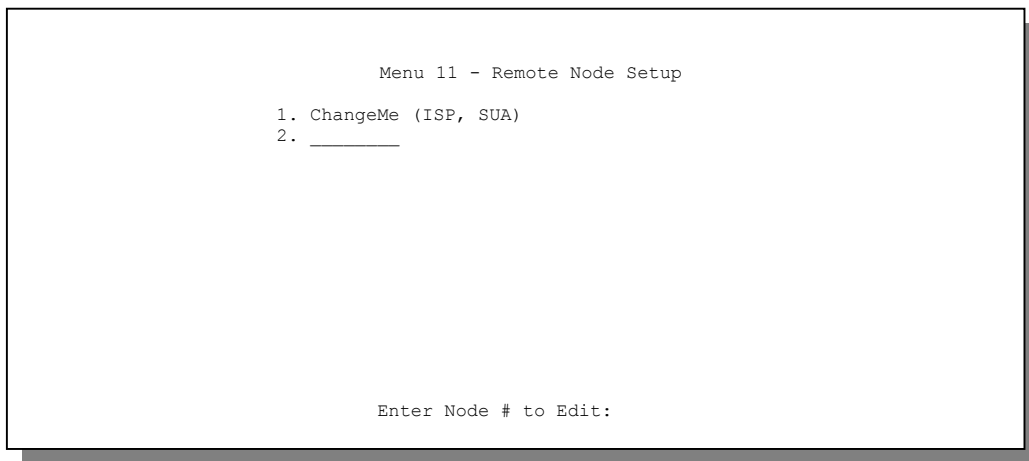 Menu 11 - Remote Node Setup
1. ChangeMe (ISP, SUA)
2. ________
Enter Node # to Edit: